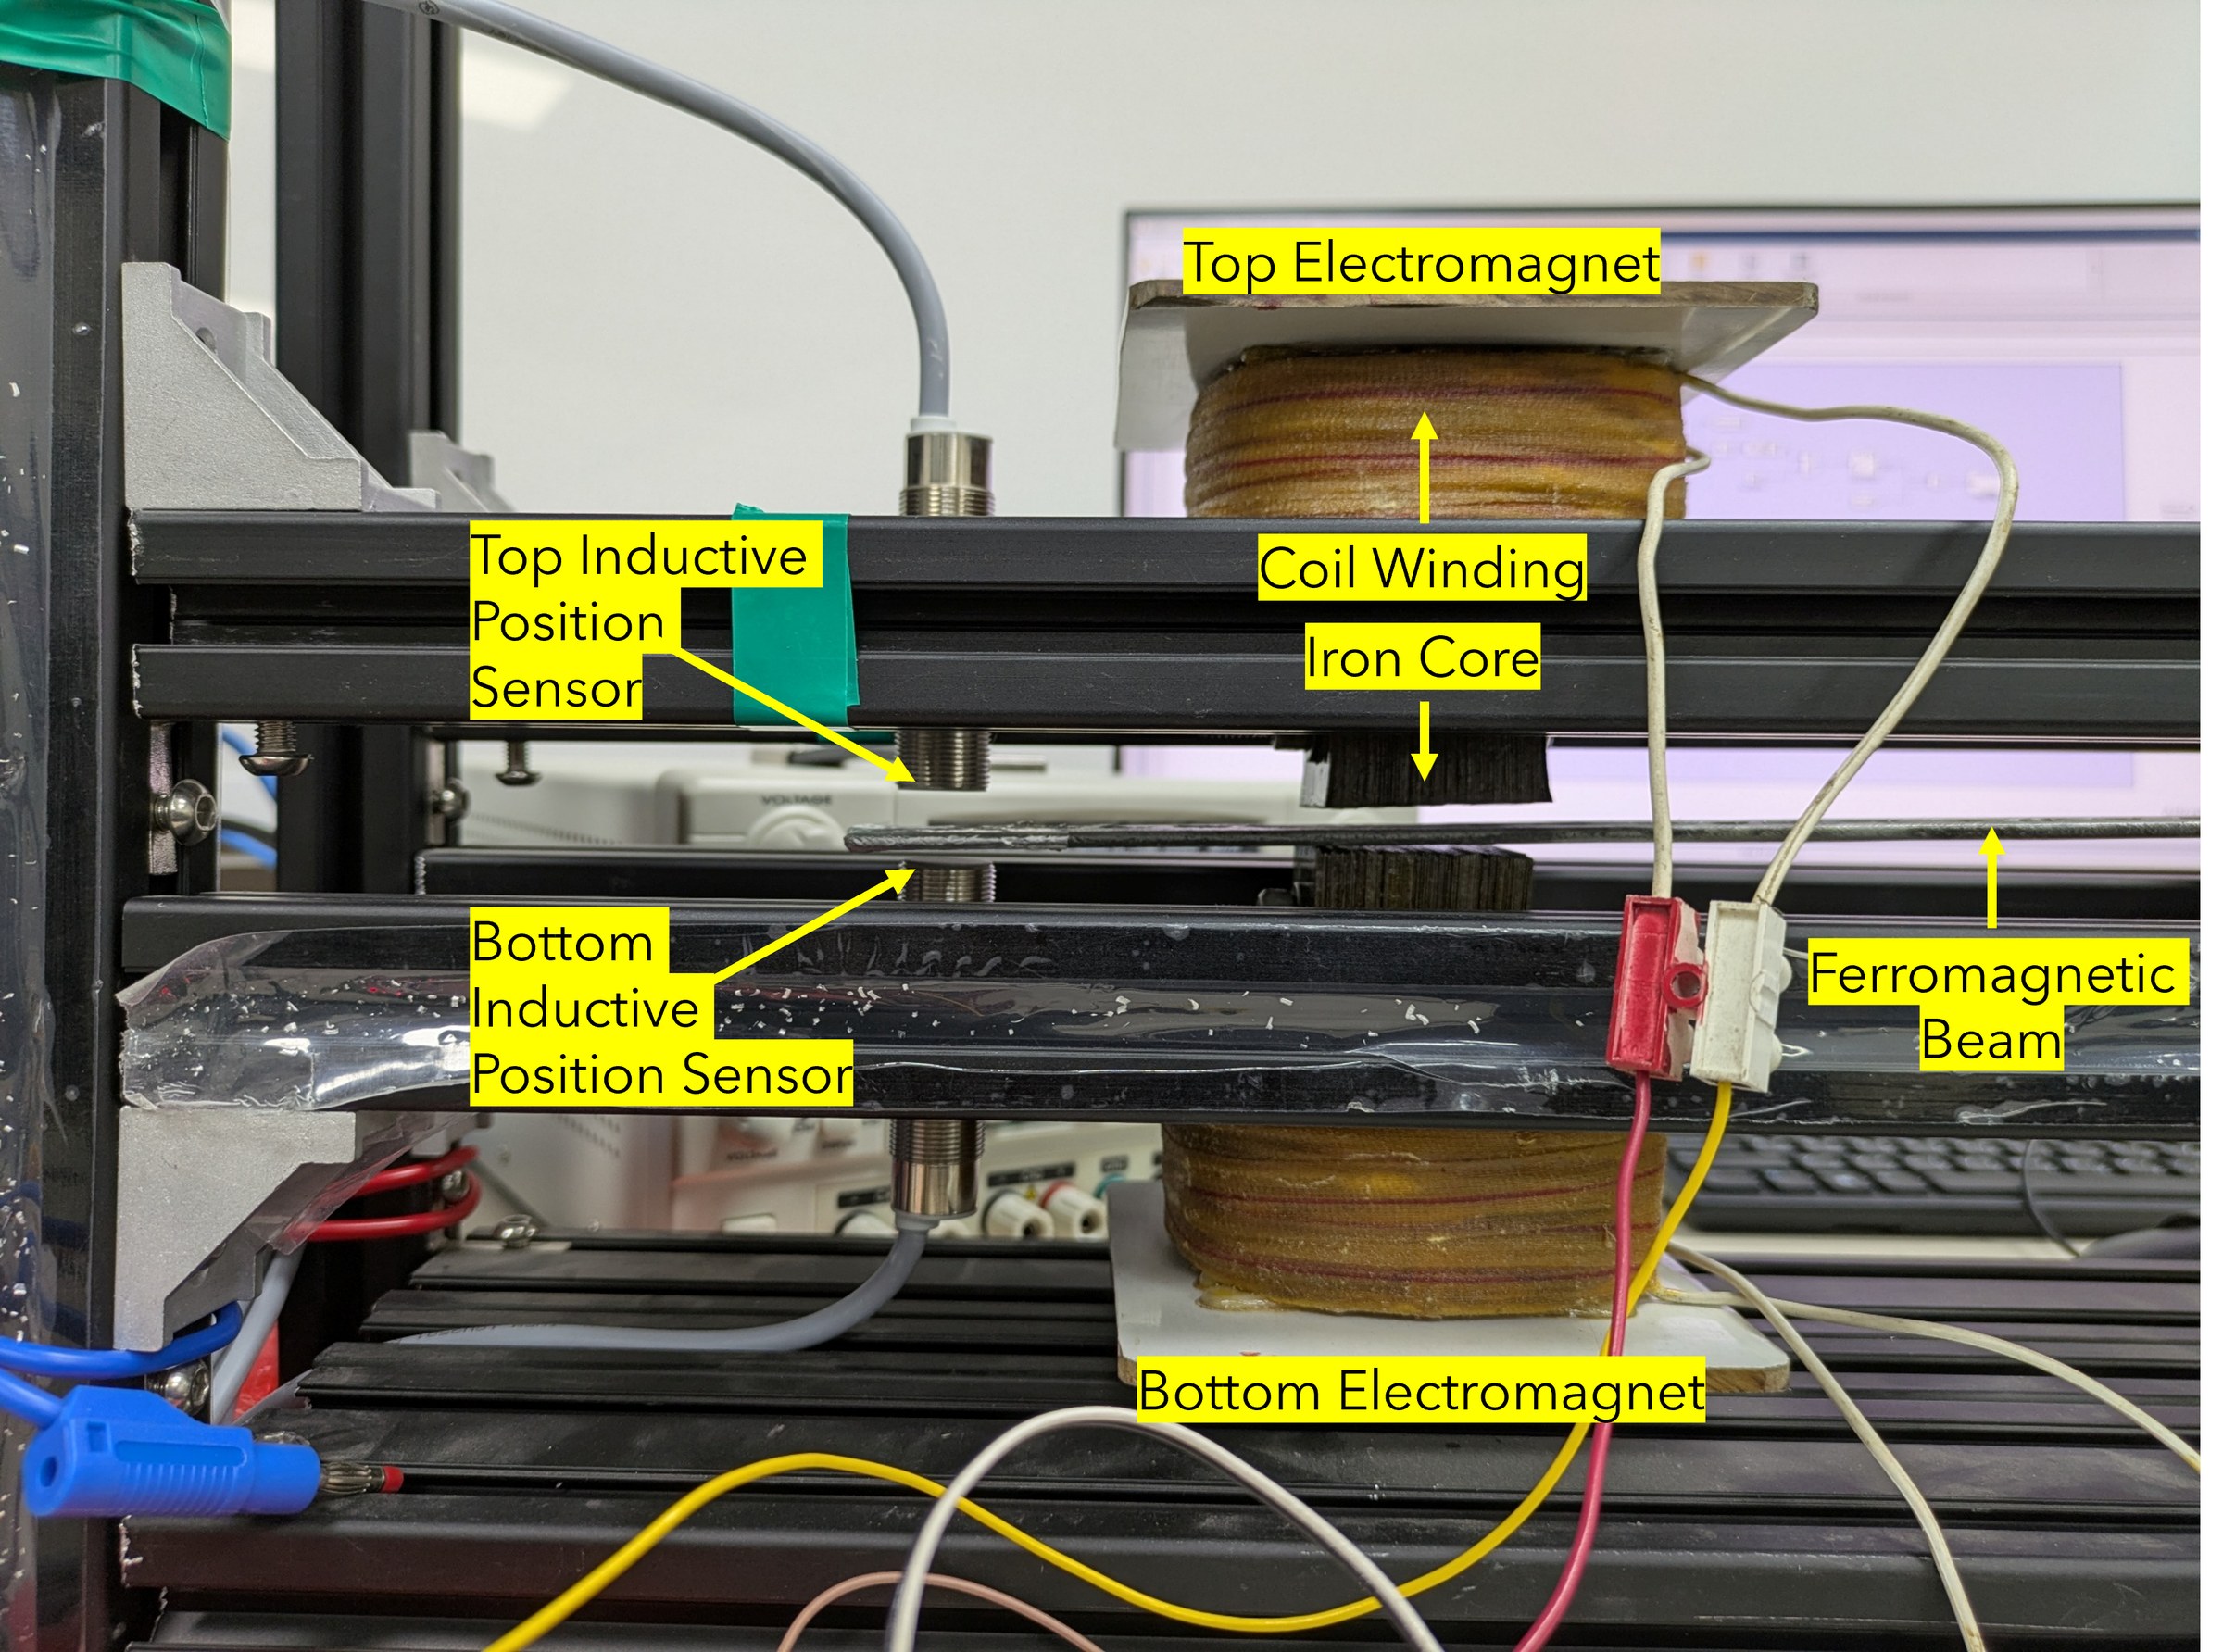 Top Electromagnet
Top Inductive
Position
Sensor
Coil Winding
Iron Core
VOLTAGE
Bottom
Inductive
Position Sensor
Ferromagnetic
Beam
Bottom Electromagnet